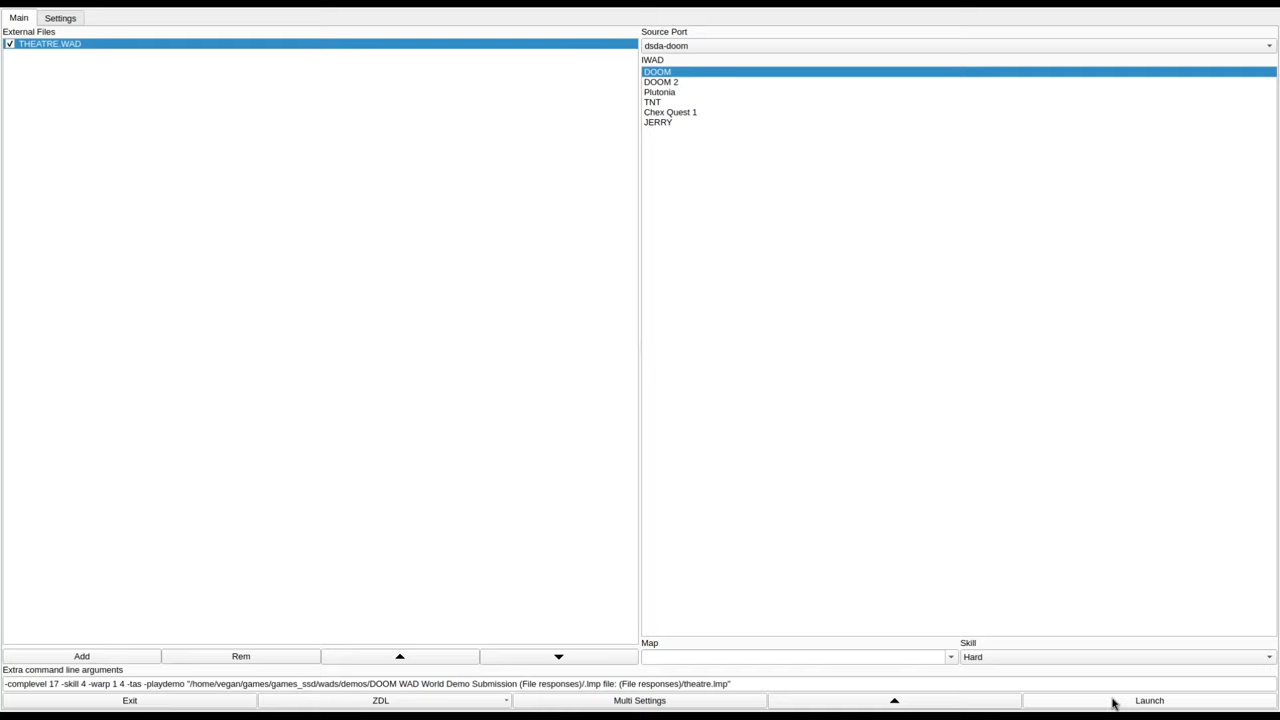 Main Settings
External Files
THEATRE.WAD
Source Port
dsda-doom
IWAD
DOOM
DOOM 2
Plutonia
TNT
Chex Quest 1
JERRY
Map
Skill
Hard
Add Rem
Extra command line arguments
-complevel 17 -skill 4 -warp 1 4 -tas -playdemo "/home/vegan/games/games_ssd/wads/demos/DOOM WAD World Demo Submission (File responses)/.lmp file: (File responses)/theatre.lmp"
Exit ZDL Multi Settings Launch